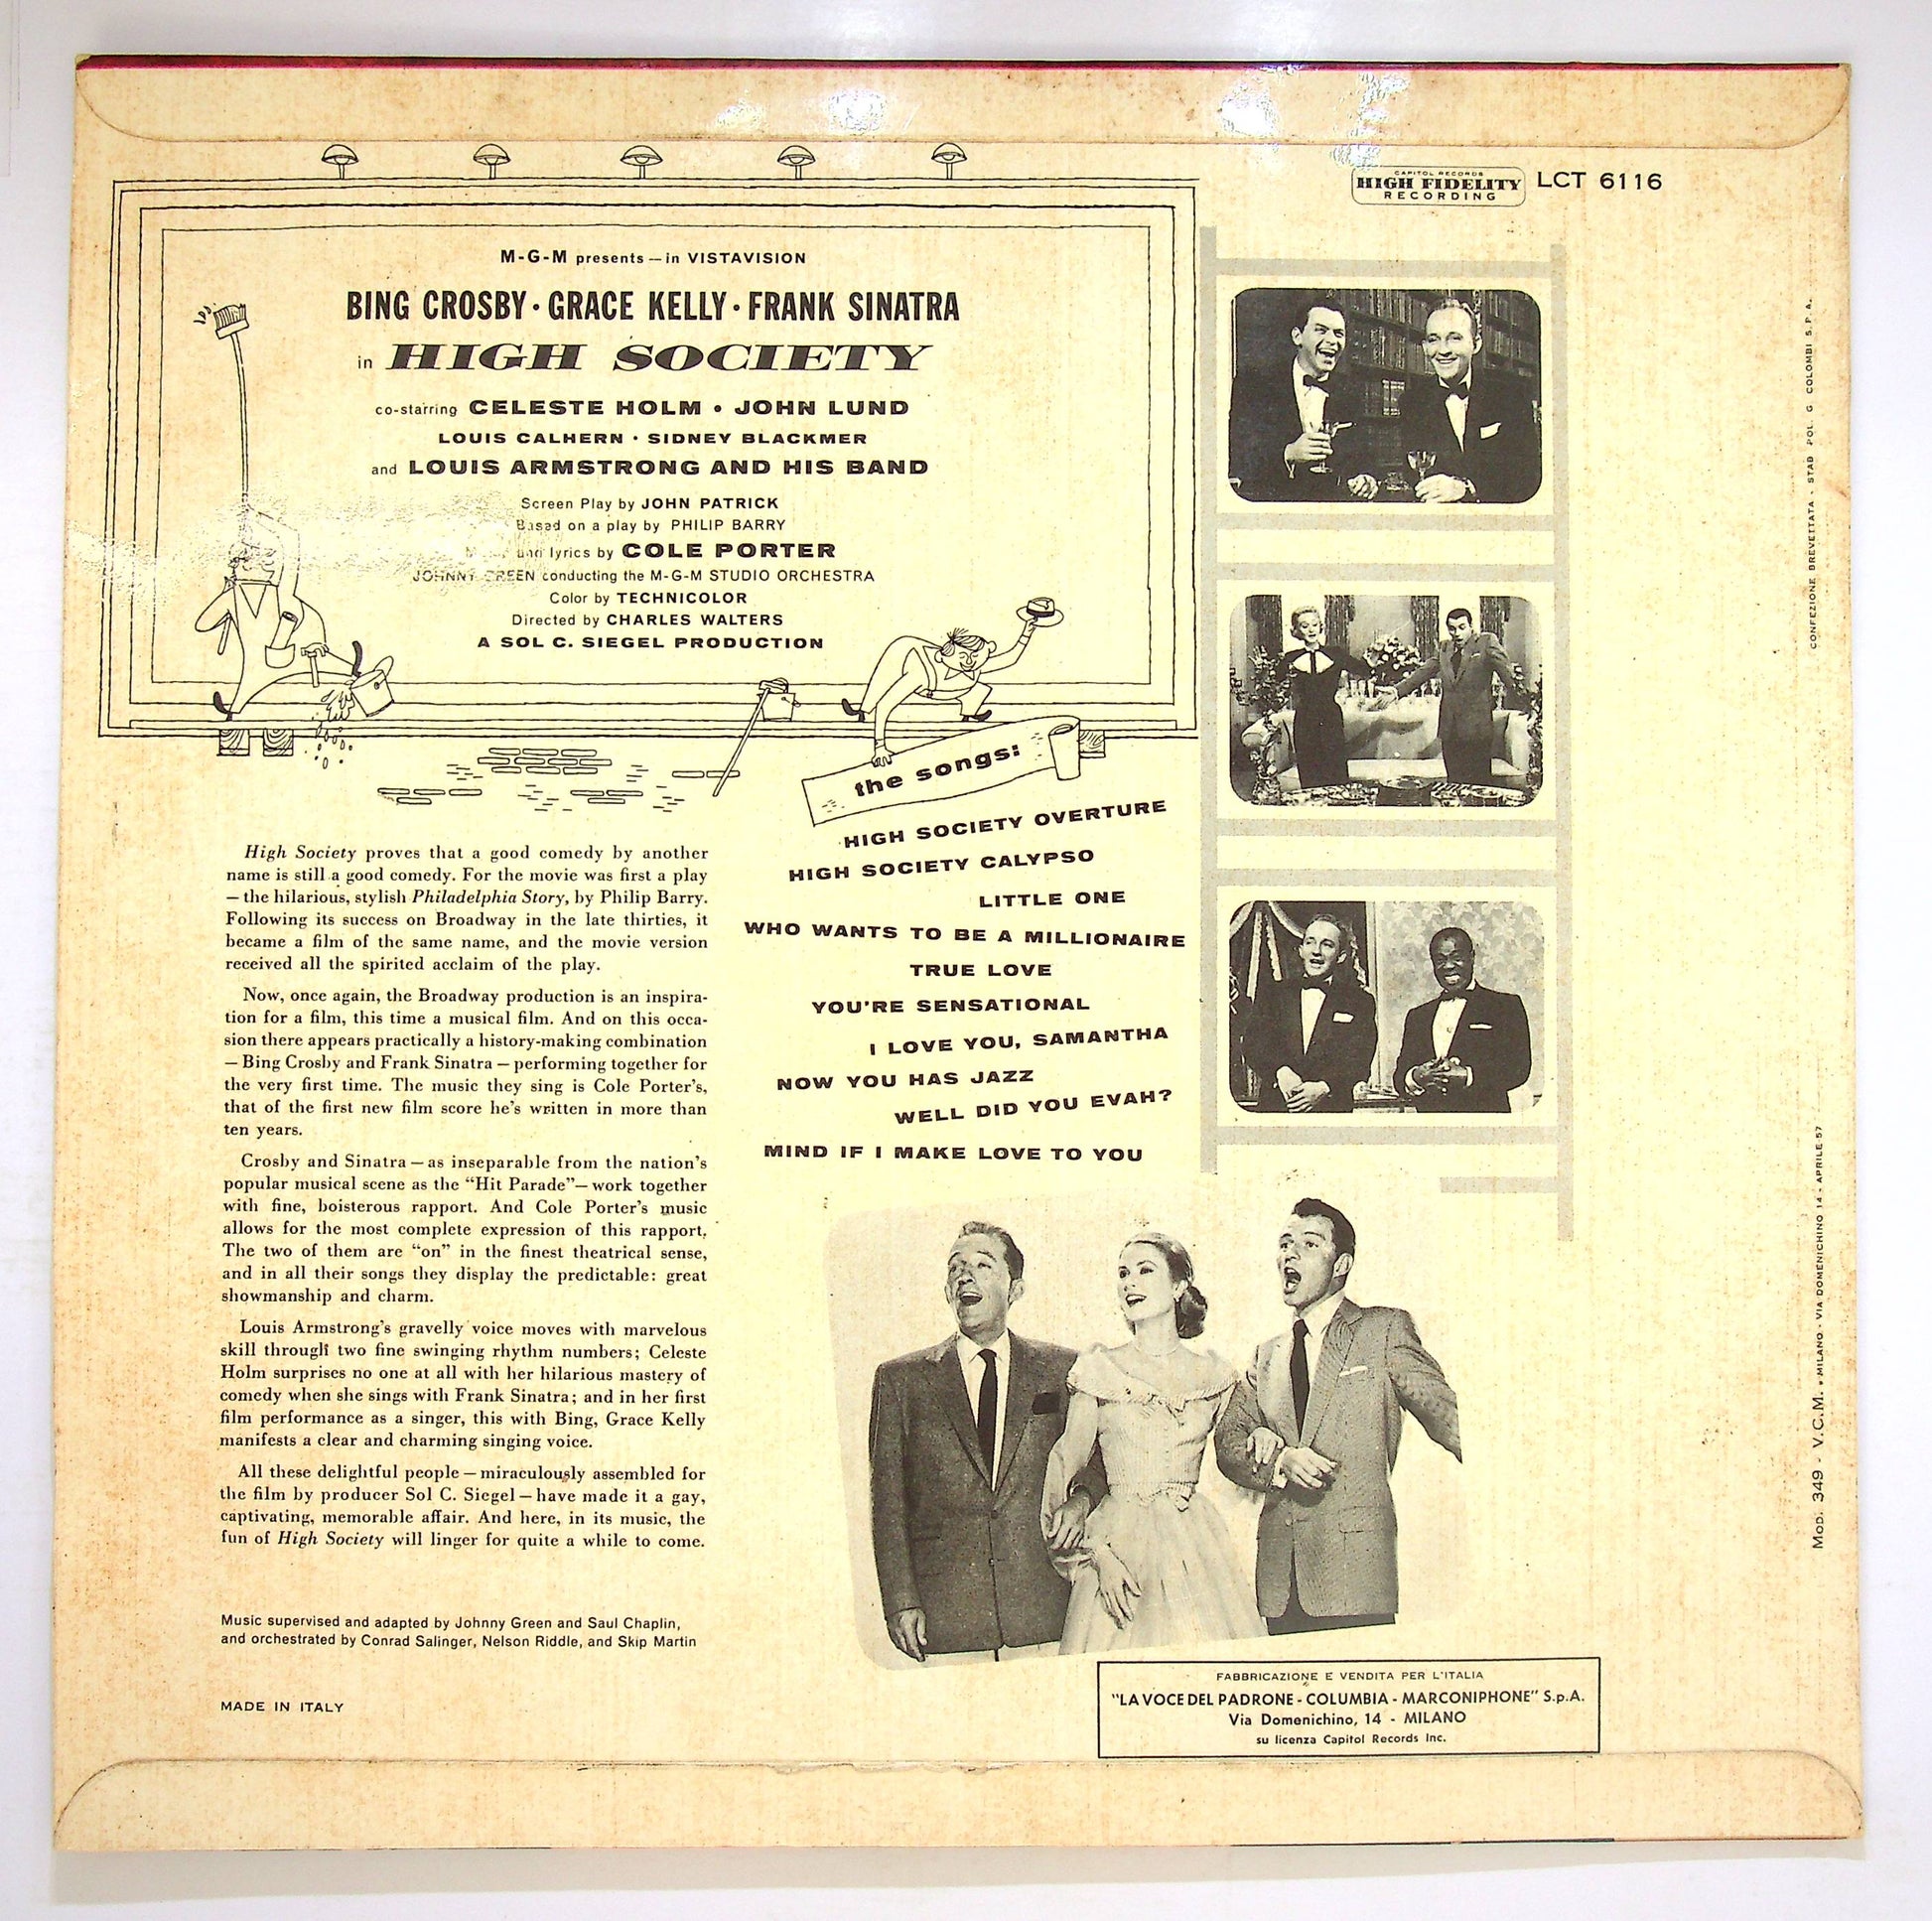 CAPITOL RECORDS
HIGH FIDELITY
RECORDING
LCT 6116
M-G-M presents — in VISTAVISION
BING CROSBY · GRACE KELLY · FRANK SINATRA
in HIGH SOCIETY
co-starring CELESTE HOLM • JOHN LUND
LOUIS CALHERN • SIDNEY BLACKMER
and LOUIS ARMSTRONG AND HIS BAND
Screen Play by JOHN PATRICK
Based on a play by PHILIP BARRY
and lyrics by COLE PORTER
JOHNNY GREEN conducting the M-G-M STUDIO ORCHESTRA
Color by TECHNICOLOR
Directed by CHARLES WALTERS
A SOL C. SIEGEL PRODUCTION
the songs:
HIGH SOCIETY OVERTURE
HIGH SOCIETY CALYPSO
LITTLE ONE
WHO WANTS TO BE A MILLIONAIRE
TRUE LOVE
YOU'RE SENSATIONAL
I LOVE YOU, SAMANTHA
NOW YOU HAS JAZZ
WELL DID YOU EVAH?
MIND IF I MAKE LOVE TO YOU
High Society proves that a good comedy by another
name is still a good comedy. For the movie was first a play
— the hilarious, stylish Philadelphia Story, by Philip Barry.
Following its success on Broadway in the late thirties, it
became a film of the same name, and the movie version
received all the spirited acclaim of the play.
Now, once again, the Broadway production is an inspira-
tion for a film, this time a musical film. And on this occa-
sion there appears practically a history-making combination
— Bing Crosby and Frank Sinatra — performing together for
the very first time. The music they sing is Cole Porter's,
that of the first new film score he's written in more than
ten years.
Crosby and Sinatra — as inseparable from the nation's
popular musical scene as the “Hit Parade”— work together
with fine, boisterous rapport. And Cole Porter's music
allows for the most complete expression of this rapport.
The two of them are “on” in the finest theatrical sense,
and in all their songs they display the predictable: great
showmanship and charm.
Louis Armstrong's gravelly voice moves with marvelous
skill through two fine swinging rhythm numbers; Celeste
Holm surprises no one at all with her hilarious mastery of
comedy when she sings with Frank Sinatra; and in her first
film performance as a singer, this with Bing, Grace Kelly
manifests a clear and charming singing voice.
All these delightful people — miraculously assembled for
the film by producer Sol C. Siegel — have made it a gay,
captivating, memorable affair. And here, in its music, the
fun of High Society will linger for quite a while to come.
Music supervised and adapted by Johnny Green and Saul Chaplin,
and orchestrated by Conrad Salinger, Nelson Riddle, and Skip Martin
MADE IN ITALY
FABBRICAZIONE E VENDITA PER L'ITALIA
"LA VOCE DEL PADRONE - COLUMBIA - MARCONIPHONE" S.p.A.
Via Domenichino, 14 - MILANO
su licenza Capitol Records Inc.
CONFEZIONE BREVETTATA - STAB POL. G. COLOMBI S.P.A.
MOD. 349 - V.C.M. • MILANO - VIA DOMENICHINO 14 - APRILE 57